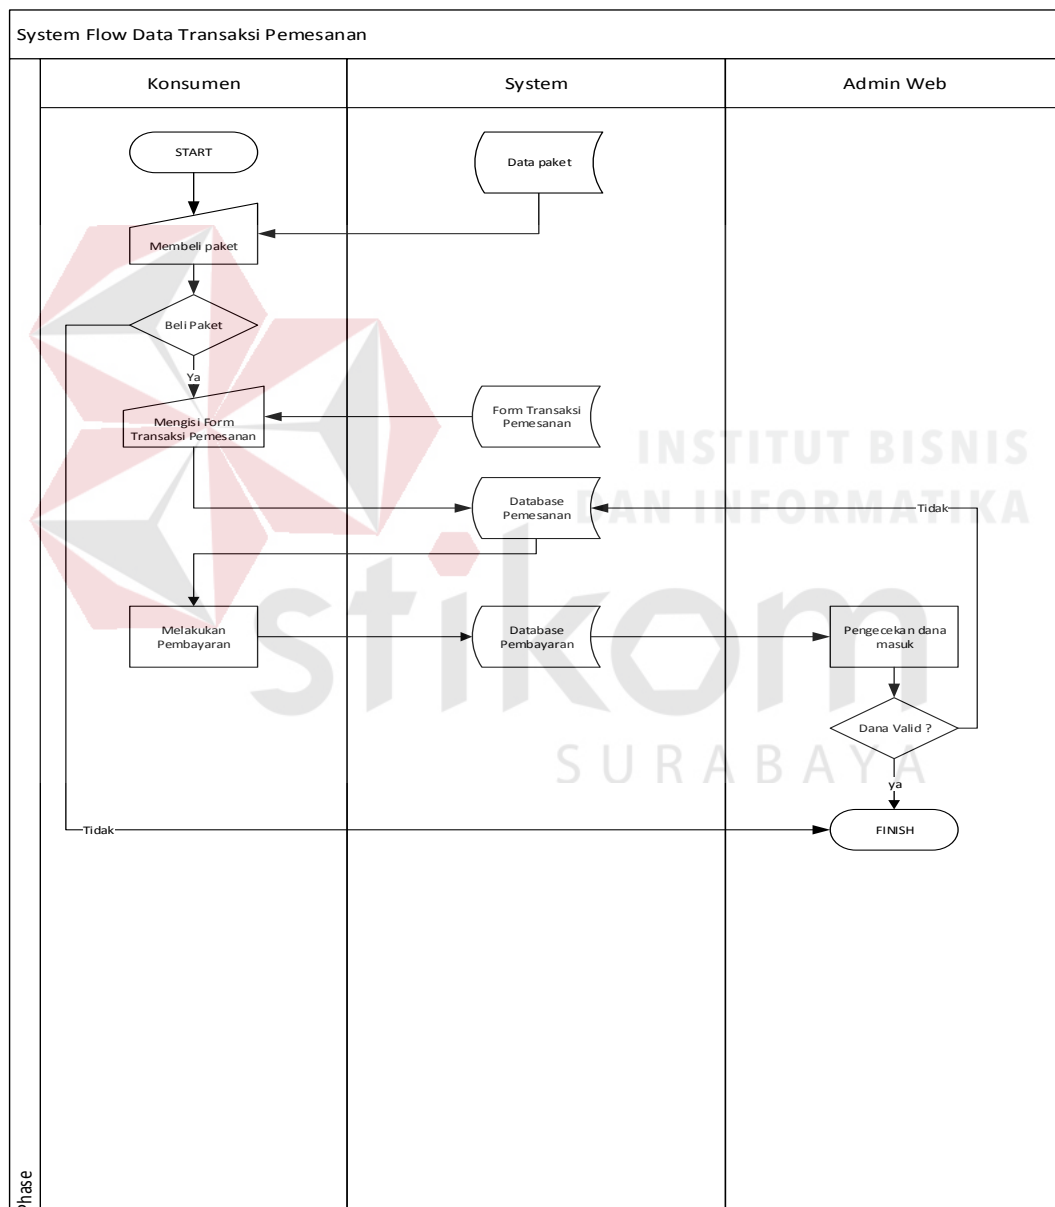 System Flow Data Transaksi Pemesanan
Konsumen
System
Admin Web
START
Data paket
Membeli paket
Beli Paket
Ya
Mengisi Form
Transaksi Pemesanan
Form Transaksi
Pemesanan
INSTITUT BISNIS
DAN INFORMATIKA
Database
Pemesanan
Tidak
stikom
Melakukan
Pembayaran
Database
Pembayaran
Pengecekan dana
masuk
Dana Valid ?
SURABAYA
ya
Tidak
FINISH
Phase